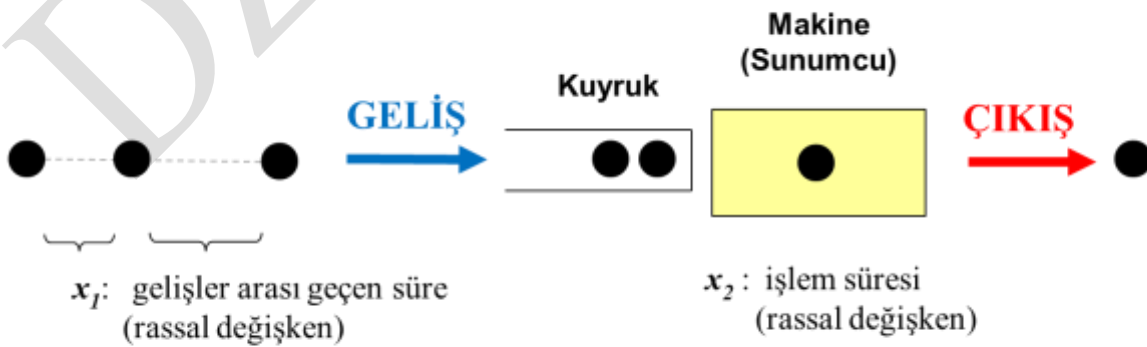 Makine
(Sunumcu)
Kuyruk
GELİŞ
ÇIKIŞ
x1: gelişler arası geçen süre
(rassal değişken)
x2 : işlem süresi
(rassal değişken)